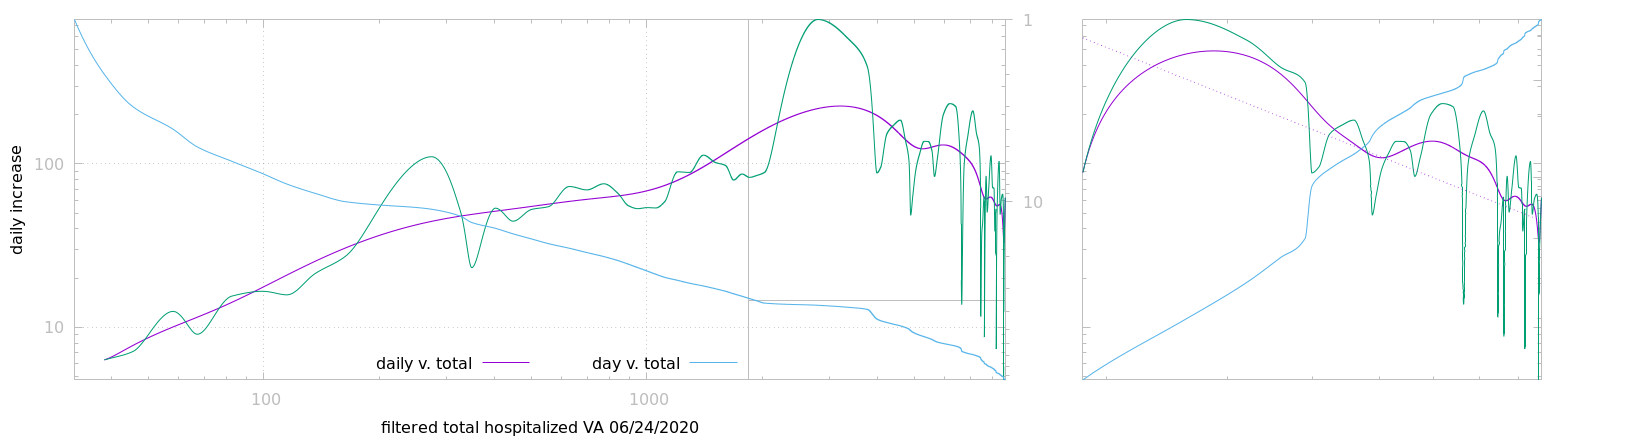 1
100
daily increase
10
10
daily v. total
day v. total
100
1000
filtered total hospitalized VA 06/24/2020